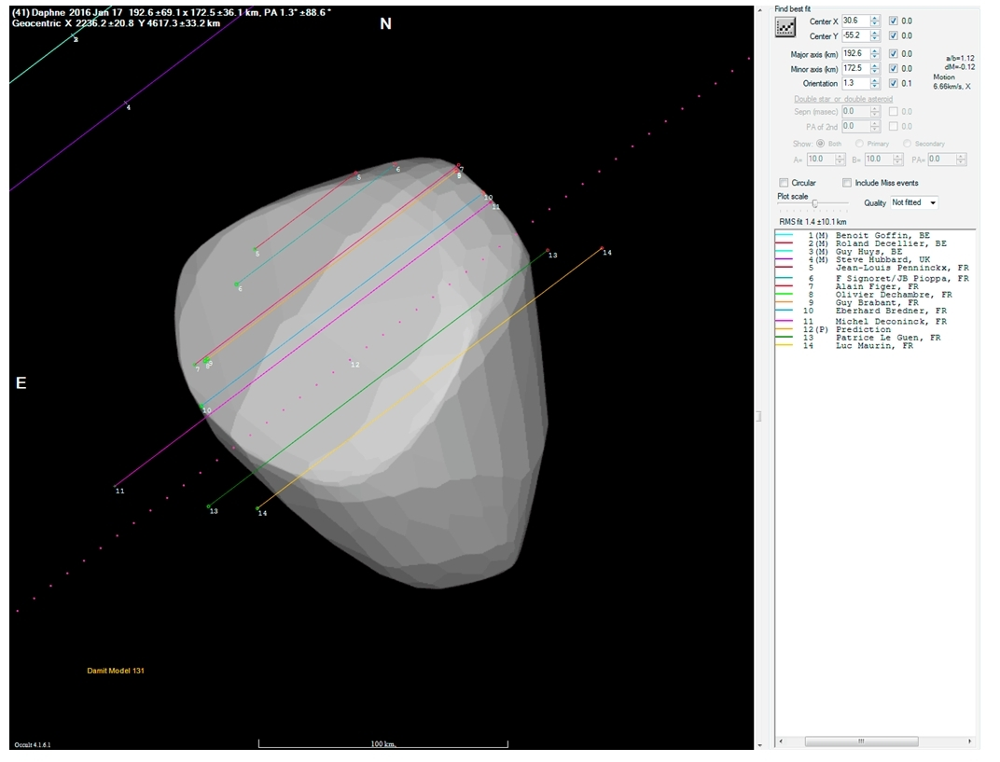 (41) Daphne 2016 Jan 17 192.6 ±69.1 x 172.5 ±36.1 km, PA 1.3° ±88.6°
Geocentric X 2236.2 ±20.8 Y 4617.3 ±33.2 km
N
2
4
5
6
7
9
10
11
13
14
5
6
12
7
8
9
10
11
13
14
E
Damit Model 131
Occult 4.1.6.1
100 km.
Find best fit
Center X 30.6 0.0
Center Y -55.2 0.0
Major axis (km) 192.6 0.0
Minor axis (km) 172.5 0.0
Orientation 1.3 0.1
a/b=1.12
dM=-0.12
Motion
6.66km/s, X
Double star or double asteroid
Sepn (masec) 0.0 0.0
PA of 2nd 0.0 0.0
Show: Both Primary Secondary
A= 10.0 B= 10.0 PA= 0.0
Circular Include Miss events
Plot scale Quality Not fitted
RMS fit 1.4 ±10.1 km
1(M) Benoit Goffin, BE
2(M) Roland Decellier, BE
3(M) Guy Huys, BE
4(M) Steve Hubbard, UK
5 Jean-Louis Penninckx, FR
6 F Signoret/JB Pioppa, FR
7 Alain Figer, FR
8 Olivier Dechambre, FR
9 Guy Brabant, FR
10 Eberhard Bredner, FR
11 Michel Deconinck, FR
12(P) Prediction
13 Patrice Le Guen, FR
14 Luc Maurin, FR